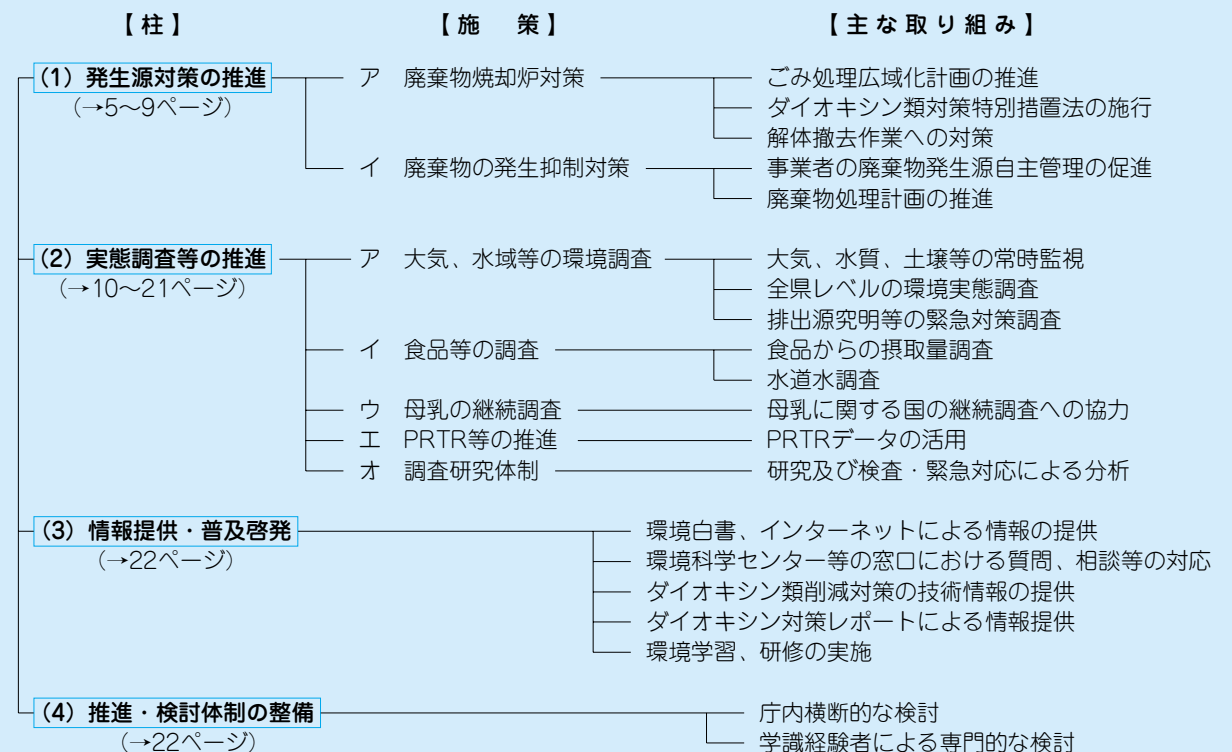 【柱】 【施 策】 【主な取り組み】
(1) 発生源対策の推進 ア 廃棄物焼却炉対策 ごみ処理広域化計画の推進
(→5〜9ページ) ダイオキシン類対策特別措置法の施行
解体撤去作業への対策
イ 廃棄物の発生抑制対策 事業者の廃棄物発生源自主管理の促進
廃棄物処理計画の推進
(2) 実態調査等の推進 ア 大気、水域等の環境調査 大気、水質、土壌等の常時監視
(→10〜21ページ) 全県レベルの環境実態調査
排出源究明等の緊急対策調査
イ 食品等の調査 食品からの摂取量調査
水道水調査
ウ 母乳の継続調査 母乳に関する国の継続調査への協力
エ PRTR等の推進 PRTRデータの活用
オ 調査研究体制 研究及び検査・緊急対応による分析
(3) 情報提供・普及啓発 環境白書、インターネットによる情報の提供
(→22ページ) 環境科学センター等の窓口における質問、相談等の対応
ダイオキシン類削減対策の技術情報の提供
ダイオキシン対策レポートによる情報提供
環境学習、研修の実施
(4) 推進・検討体制の整備 庁内横断的な検討
(→22ページ) 学識経験者による専門的な検討